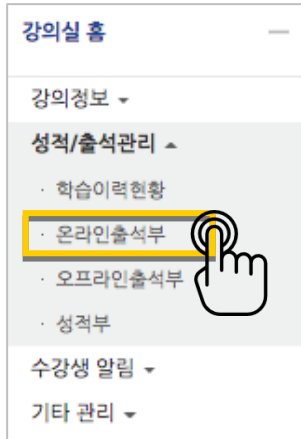 강의실 홈
강의정보
성적/출석관리
· 학습이력현황
· 온라인출석부
· 오프라인출석부
· 성적부
수강생 알림
기타 관리